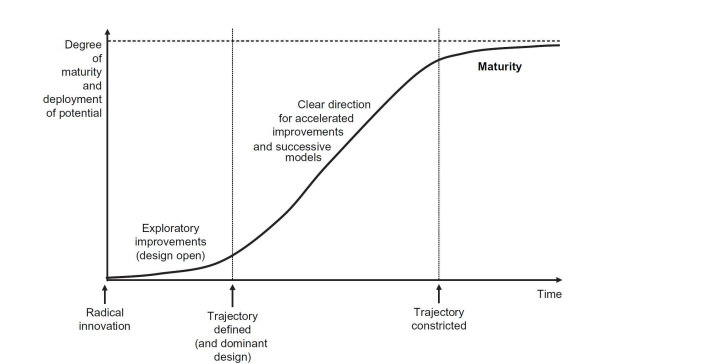 Degree
of
maturity
and
deployment
of potential
Maturity
Clear direction
for accelerated
improvements
and successive
models
Exploratory
improvements
(design open)
Time
Radical
innovation
Trajectory
defined
(and dominant
design)
Trajectory
constricted